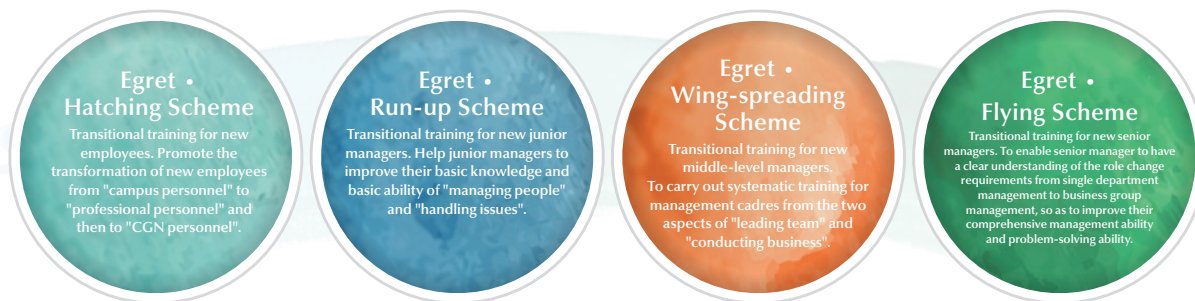 Egret •
Hatching Scheme
Transitional training for new
employees. Promote the
transformation of new employees
from "campus personnel" to
"professional personnel" and
then to "CGN personnel".
Egret •
Run-up Scheme
Transitional training for new junior
managers. Help junior managers to
improve their basic knowledge and
basic ability of "managing people"
and "handling issues".
Egret •
Wing-spreading
Scheme
Transitional training for new
middle-level managers.
To carry out systematic training for
management cadres from the two
aspects of "leading team" and
"conducting business".
Egret •
Flying Scheme
Transitional training for new senior
managers. To enable senior manager to have
a clear understanding of the role change
requirements from single department
management to business group
management, so as to improve their
comprehensive management ability
and problem-solving ability.